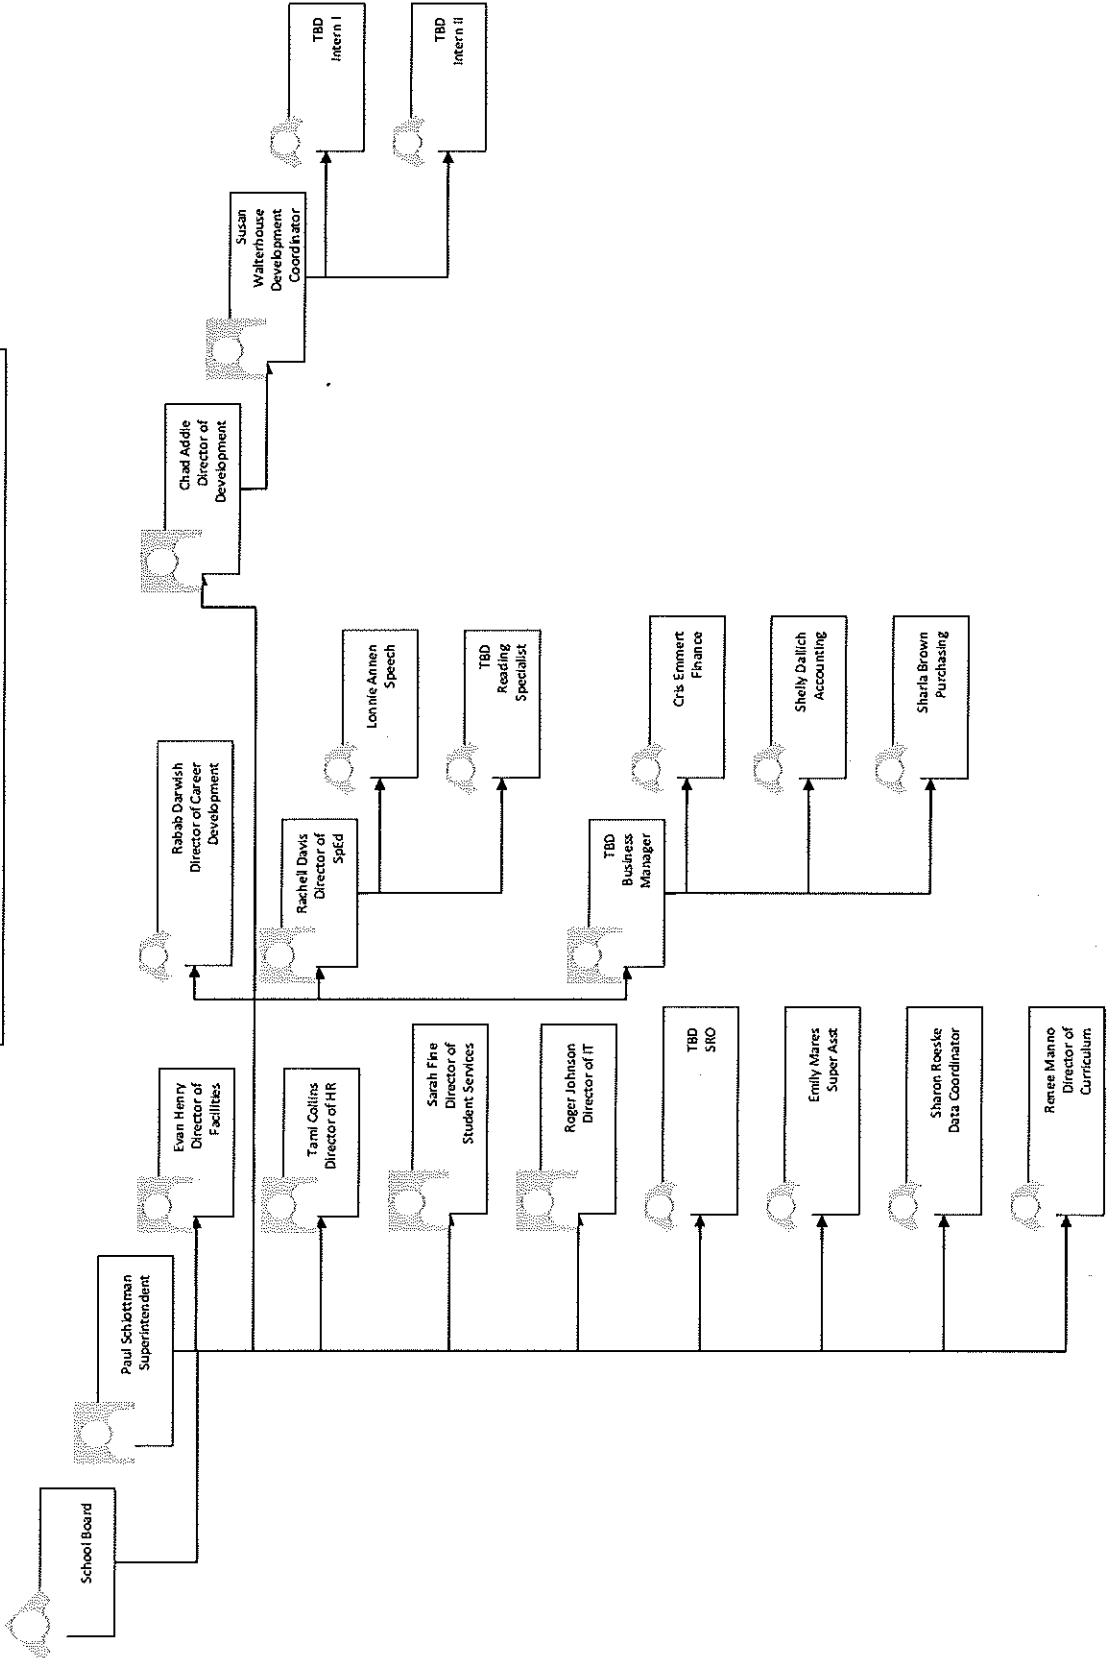 School Board
Paul Schlottman
Superintendent
Evan Henry
Director of
Facilities
Tami Collins
Director of HR
Sarah Fine
Director of
Student Services
Roger Johnson
Director of IT
TBD
SRO
Emily Mares
Super Asst
Sharon Roeske
Data Coordinator
Renee Manno
Director of
Curriculum
Rabab Darwish
Director of Career
Development
Rachell Davis
Director of
SpEd
TBD
Business
Manager
Lonnie Annen
Speech
TBD
Reading
Specialist
Cris Emmert
Finance
Shelly Dallich
Accounting
Sharla Brown
Purchasing
Chad Addie
Director of
Development
Susan
Walterhouse
Development
Coordinator
TBD
Intern I
TBD
Intern II